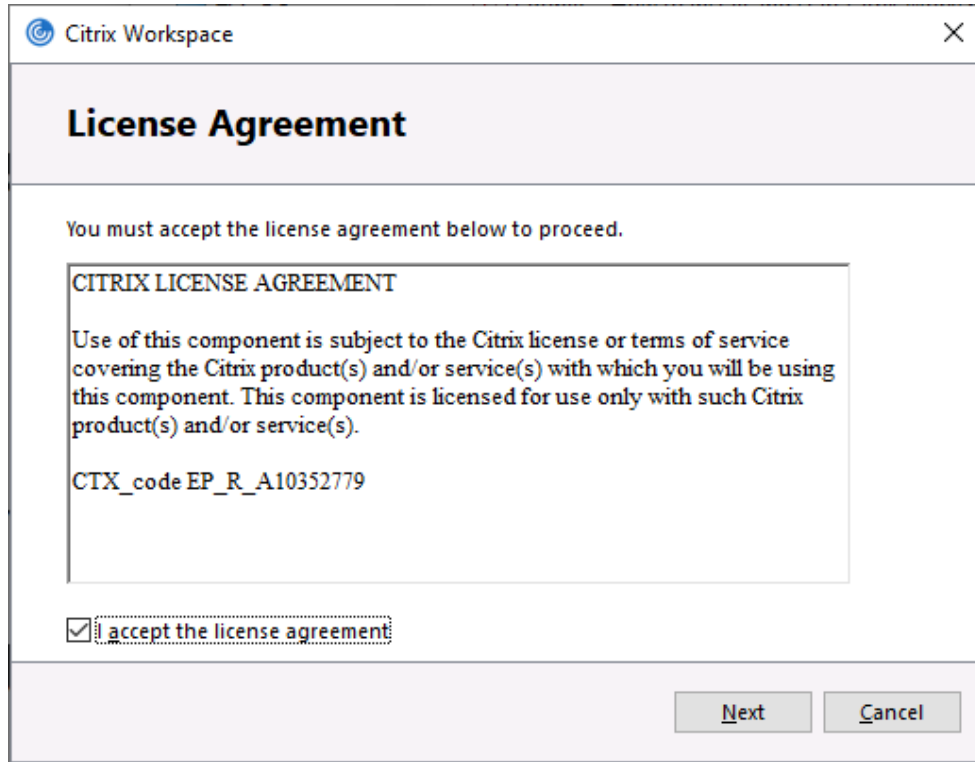 Citrix Workspace
License Agreement
You must accept the license agreement below to proceed.
CITRIX LICENSE AGREEMENT
Use of this component is subject to the Citrix license or terms of service
covering the Citrix product(s) and/or service(s) with which you will be using
this component. This component is licensed for use only with such Citrix
product(s) and/or service(s).
CTX_code EP_R_A10352779
I accept the license agreement
Next Cancel